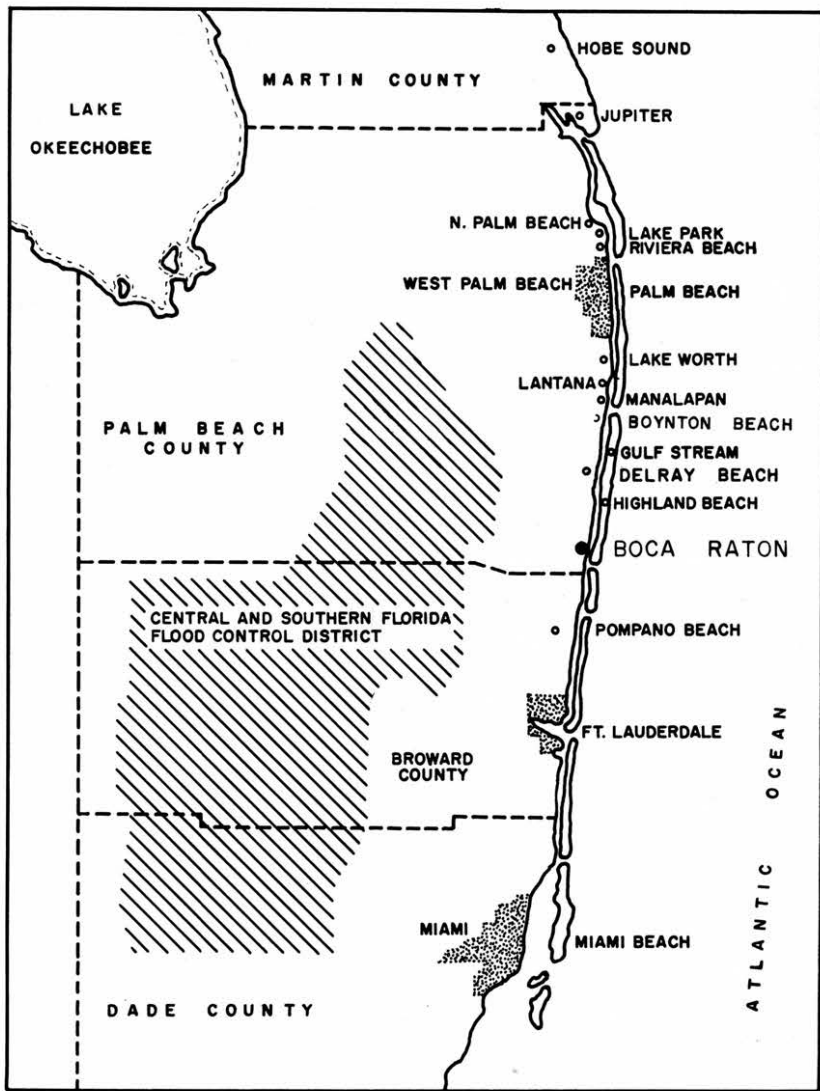 HOBE SOUND
MARTIN COUNTY
LAKE
OKEECHOBEE
JUPITER
N. PALM BEACH
LAKE PARK
RIVIERA BEACH
WEST PALM BEACH
PALM BEACH
LAKE WORTH
LANTANA
MANALAPAN
BOYNTON BEACH
PALM BEACH
COUNTY
GULF STREAM
DELRAY BEACH
HIGHLAND BEACH
BOCA RATON
CENTRAL AND SOUTHERN FLORIDA
FLOOD CONTROL DISTRICT
POMPANO BEACH
FT. LAUDERDALE
BROWARD
COUNTY
ATLANTIC OCEAN
MIAMI
MIAMI BEACH
DADE COUNTY